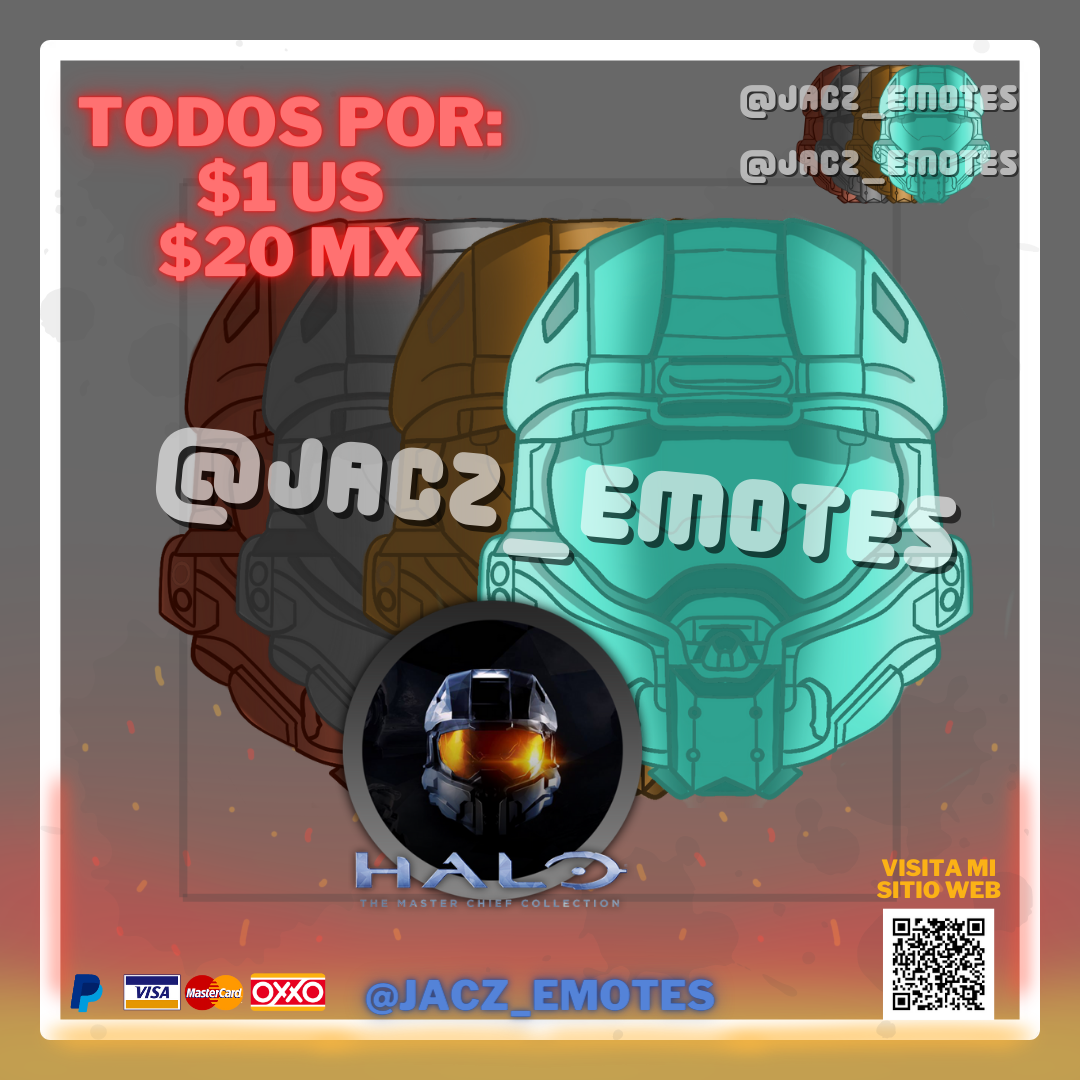 TODOS POR:
$1 US
$20 MX
@JACZ_EMOTES
@JACZ_EMOTES
@JACZ_EMOTES
HALO
THE MASTER CHIEF COLLECTION
VISITA MI
SITIO WEB
VISA
MasterCard
OXXO
@JACZ_EMOTES